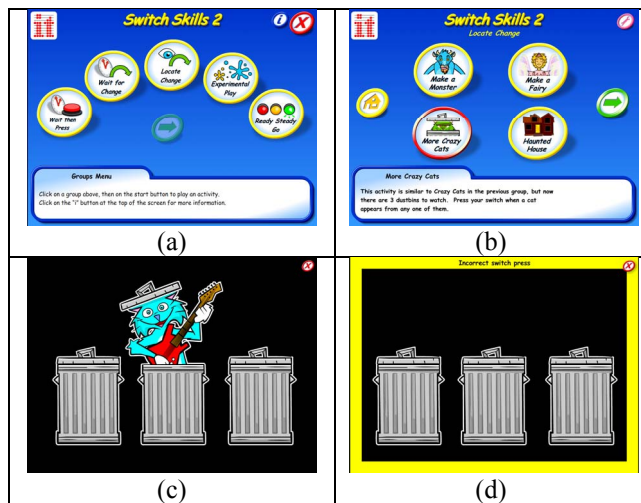 it
Switch Skills 2
i
X
Wait then
Press
Wait for
Change
Locate
Change
Experimental
Play
Ready Steady
Go
Groups Menu
Click on a group above, then on the start button to play an activity.
Click on the "i" button at the top of the screen for more information.
(a)
it
Switch Skills 2
Locate Change
Make a
Monster
Make a
Fairy
More Crazy
Cats
Haunted
House
More Crazy Cats
This activity is similar to Crazy Cats in the previous group, but now
there are 3 dustbins to watch. Press your switch when a cat
appears from any one of them.
(b)
X
(c)
Incorrect switch press
X
(d)